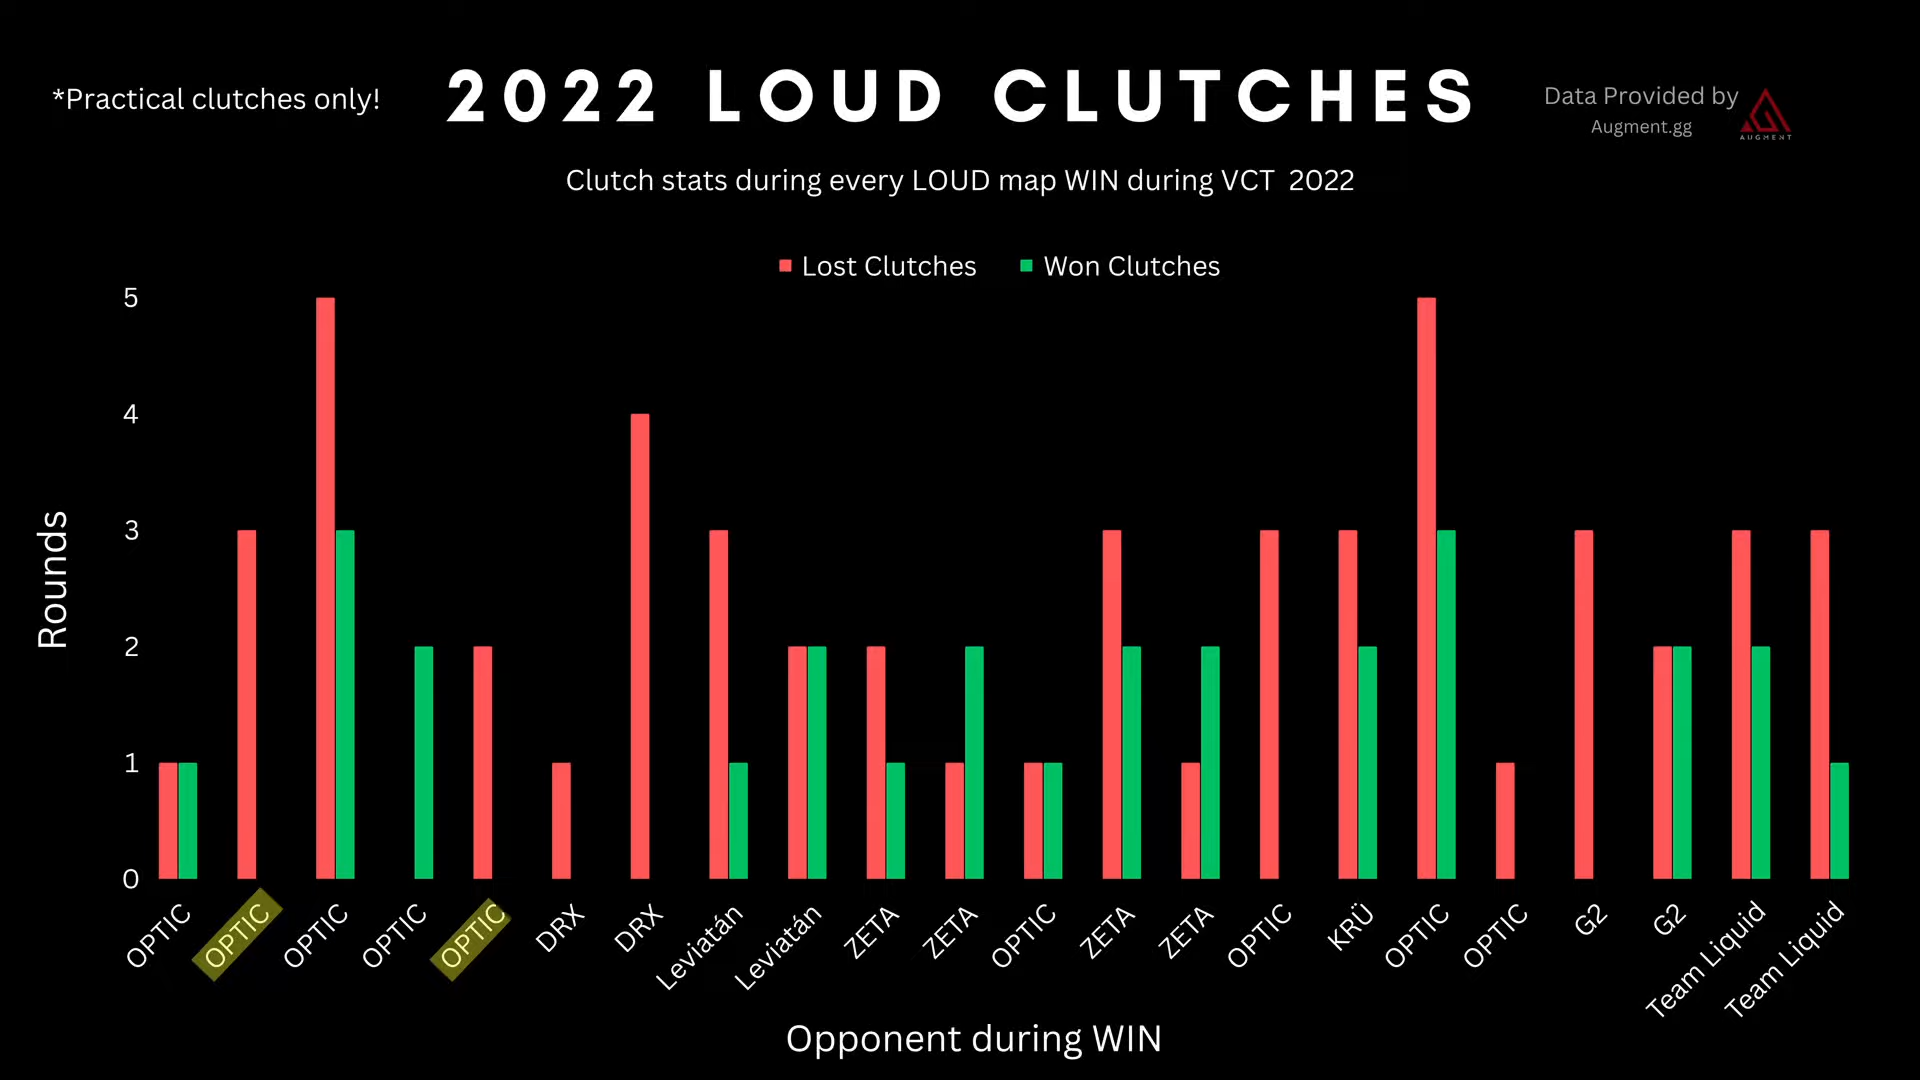 *Practical clutches only!
2022 LOUD CLUTCHES
Data Provided by
Augment.gg
AUGMENT
Clutch stats during every LOUD map WIN during VCT 2022
Lost Clutches
Won Clutches
5
4
3
2
1
0
Rounds
OPTIC
OPTIC
OPTIC
OPTIC
OPTIC
DRX
DRX
Leviatán
Leviatán
ZETA
ZETA
OPTIC
ZETA
ZETA
OPTIC
KRÜ
OPTIC
OPTIC
G2
G2
Team Liquid
Team Liquid
Opponent during WIN